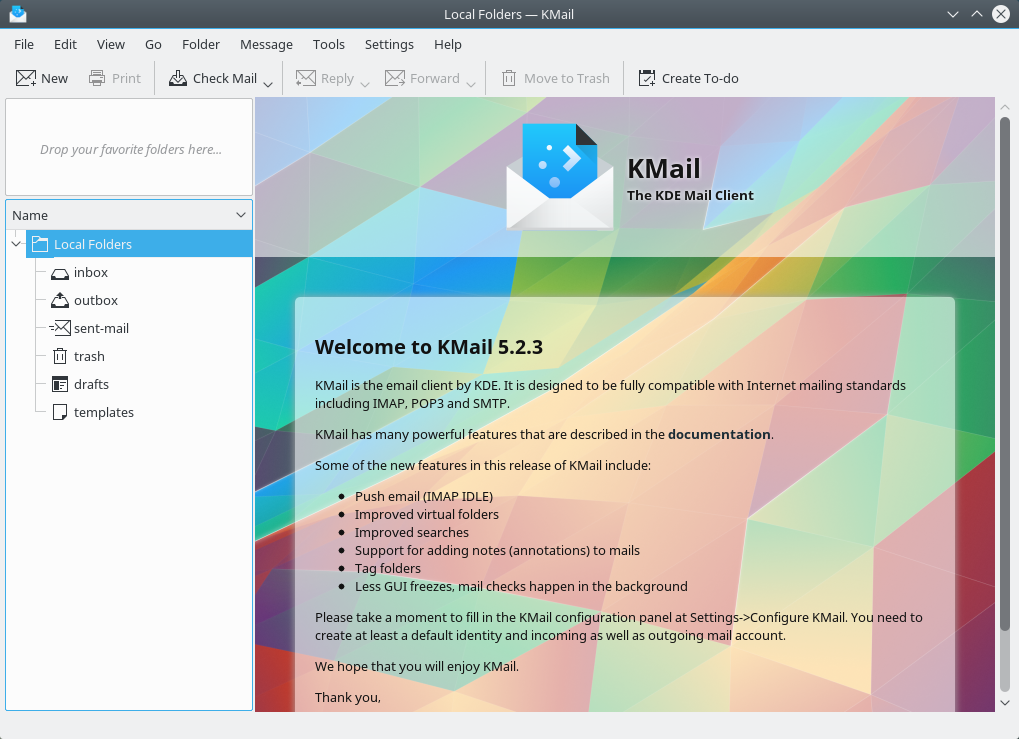 Local Folders — KMail
File Edit View Go Folder Message Tools Settings Help
New Print Check Mail Reply Forward Move to Trash Create To-do
Drop your favorite folders here...
Name
Local Folders
inbox
outbox
sent-mail
trash
drafts
templates
KMail
The KDE Mail Client
Welcome to KMail 5.2.3
KMail is the email client by KDE. It is designed to be fully compatible with Internet mailing standards
including IMAP, POP3 and SMTP.
KMail has many powerful features that are described in the documentation.
Some of the new features in this release of KMail include:
• Push email (IMAP IDLE)
• Improved virtual folders
• Improved searches
• Support for adding notes (annotations) to mails
• Tag folders
• Less GUI freezes, mail checks happen in the background
Please take a moment to fill in the KMail configuration panel at Settings->Configure KMail. You need to
create at least a default identity and incoming as well as outgoing mail account.
We hope that you will enjoy KMail.
Thank you,